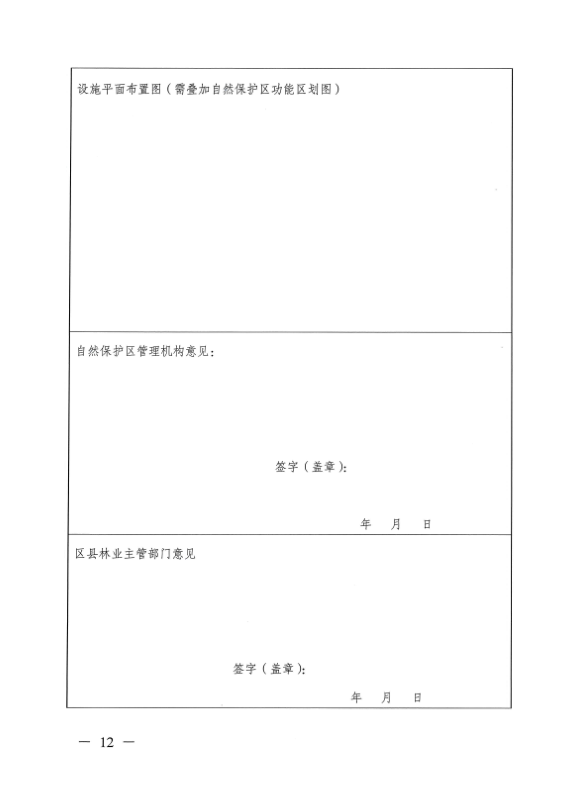 设施平面布置图（需叠加自然保护区功能区划图）
自然保护区管理机构意见：
签字（盖章）：
年 月 日
区县林业主管部门意见
签字（盖章）：
年 月 日
— 12 —